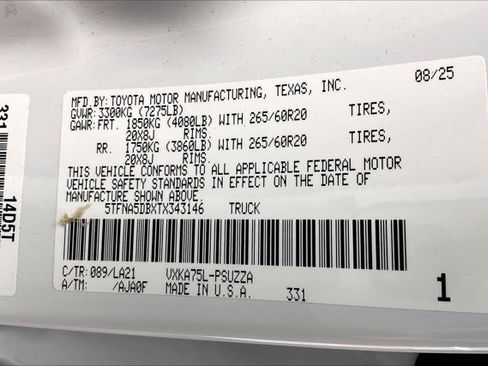 MFD.BY:TOYOTA MOTOR MANUFACTURING, TEXAS, INC. 08/25
GVWR:3300KG (7275LB)
GAWR:FRT. 1850KG (4080LB) WITH 265/60R20 TIRES,
20X8J RIMS.
RR. 1750KG (3860LB) WITH 265/60R20 TIRES,
20X8J RIMS.
THIS VEHICLE CONFORMS TO ALL APPLICABLE FEDERAL MOTOR
VEHICLE SAFETY STANDARDS IN EFFECT ON THE DATE OF
MANUFACTURE SHOWN ABOVE.
5TFNA5DBXTX343146 TRUCK
C/TR: 089/LA21 VXKA75L-PSUZZA
A/TM: /AJA0F MADE IN U.S.A. 331 1
331
14D5T